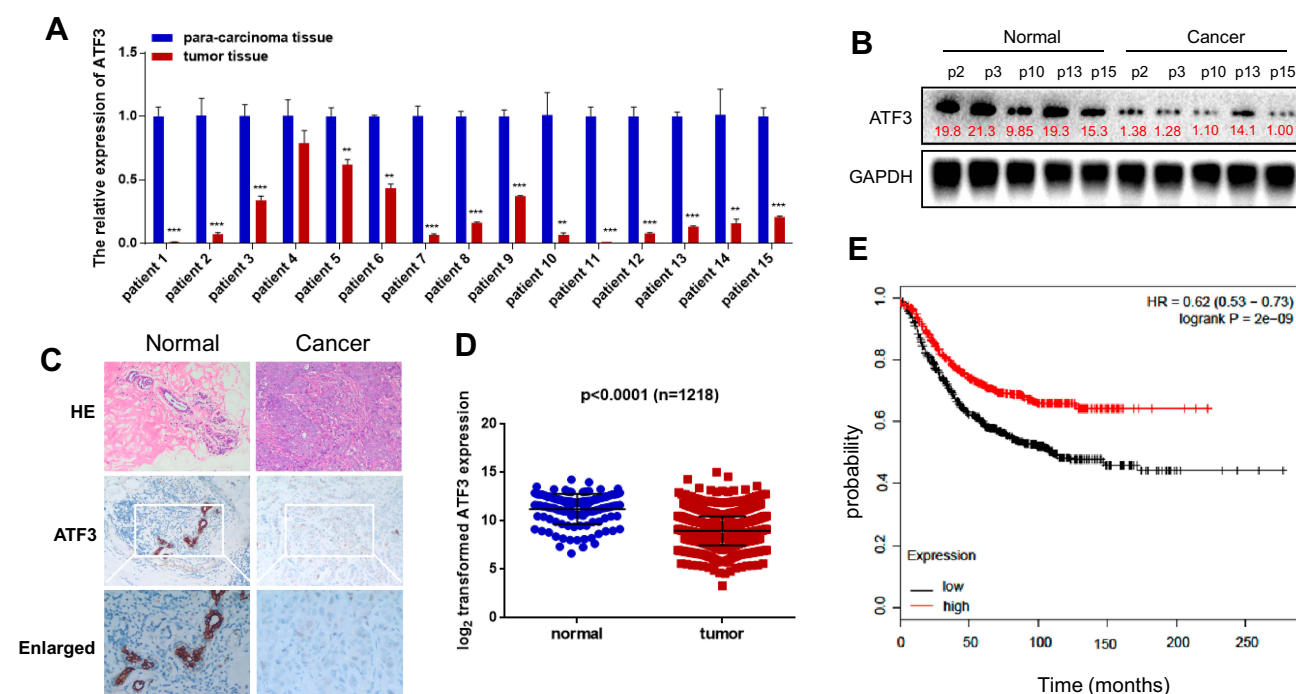 A
para-carcinoma tissue
tumor tissue
The relative expression of ATF3
1.5
1.0
0.5
0.0
***
***
***
**
**
***
***
***
**
***
***
***
**
***
patient 1
patient 2
patient 3
patient 4
patient 5
patient 6
patient 7
patient 8
patient 9
patient 10
patient 11
patient 12
patient 13
patient 14
patient 15
B
Normal Cancer
p2 p3 p10 p13 p15 p2 p3 p10 p13 p15
ATF3
19.8 21.3 9.85 19.3 15.3 1.38 1.28 1.10 14.1 1.00
GAPDH
C
Normal Cancer
HE
ATF3
Enlarged
D
p<0.0001 (n=1218)
log2 transformed ATF3 expression
20
15
10
5
0
normal tumor
E
HR = 0.62 (0.53 − 0.73)
logrank P = 2e−09
probability
1.0
0.8
0.6
0.4
0.2
0.0
Expression
low
high
0 50 100 150 200 250
Time (months)